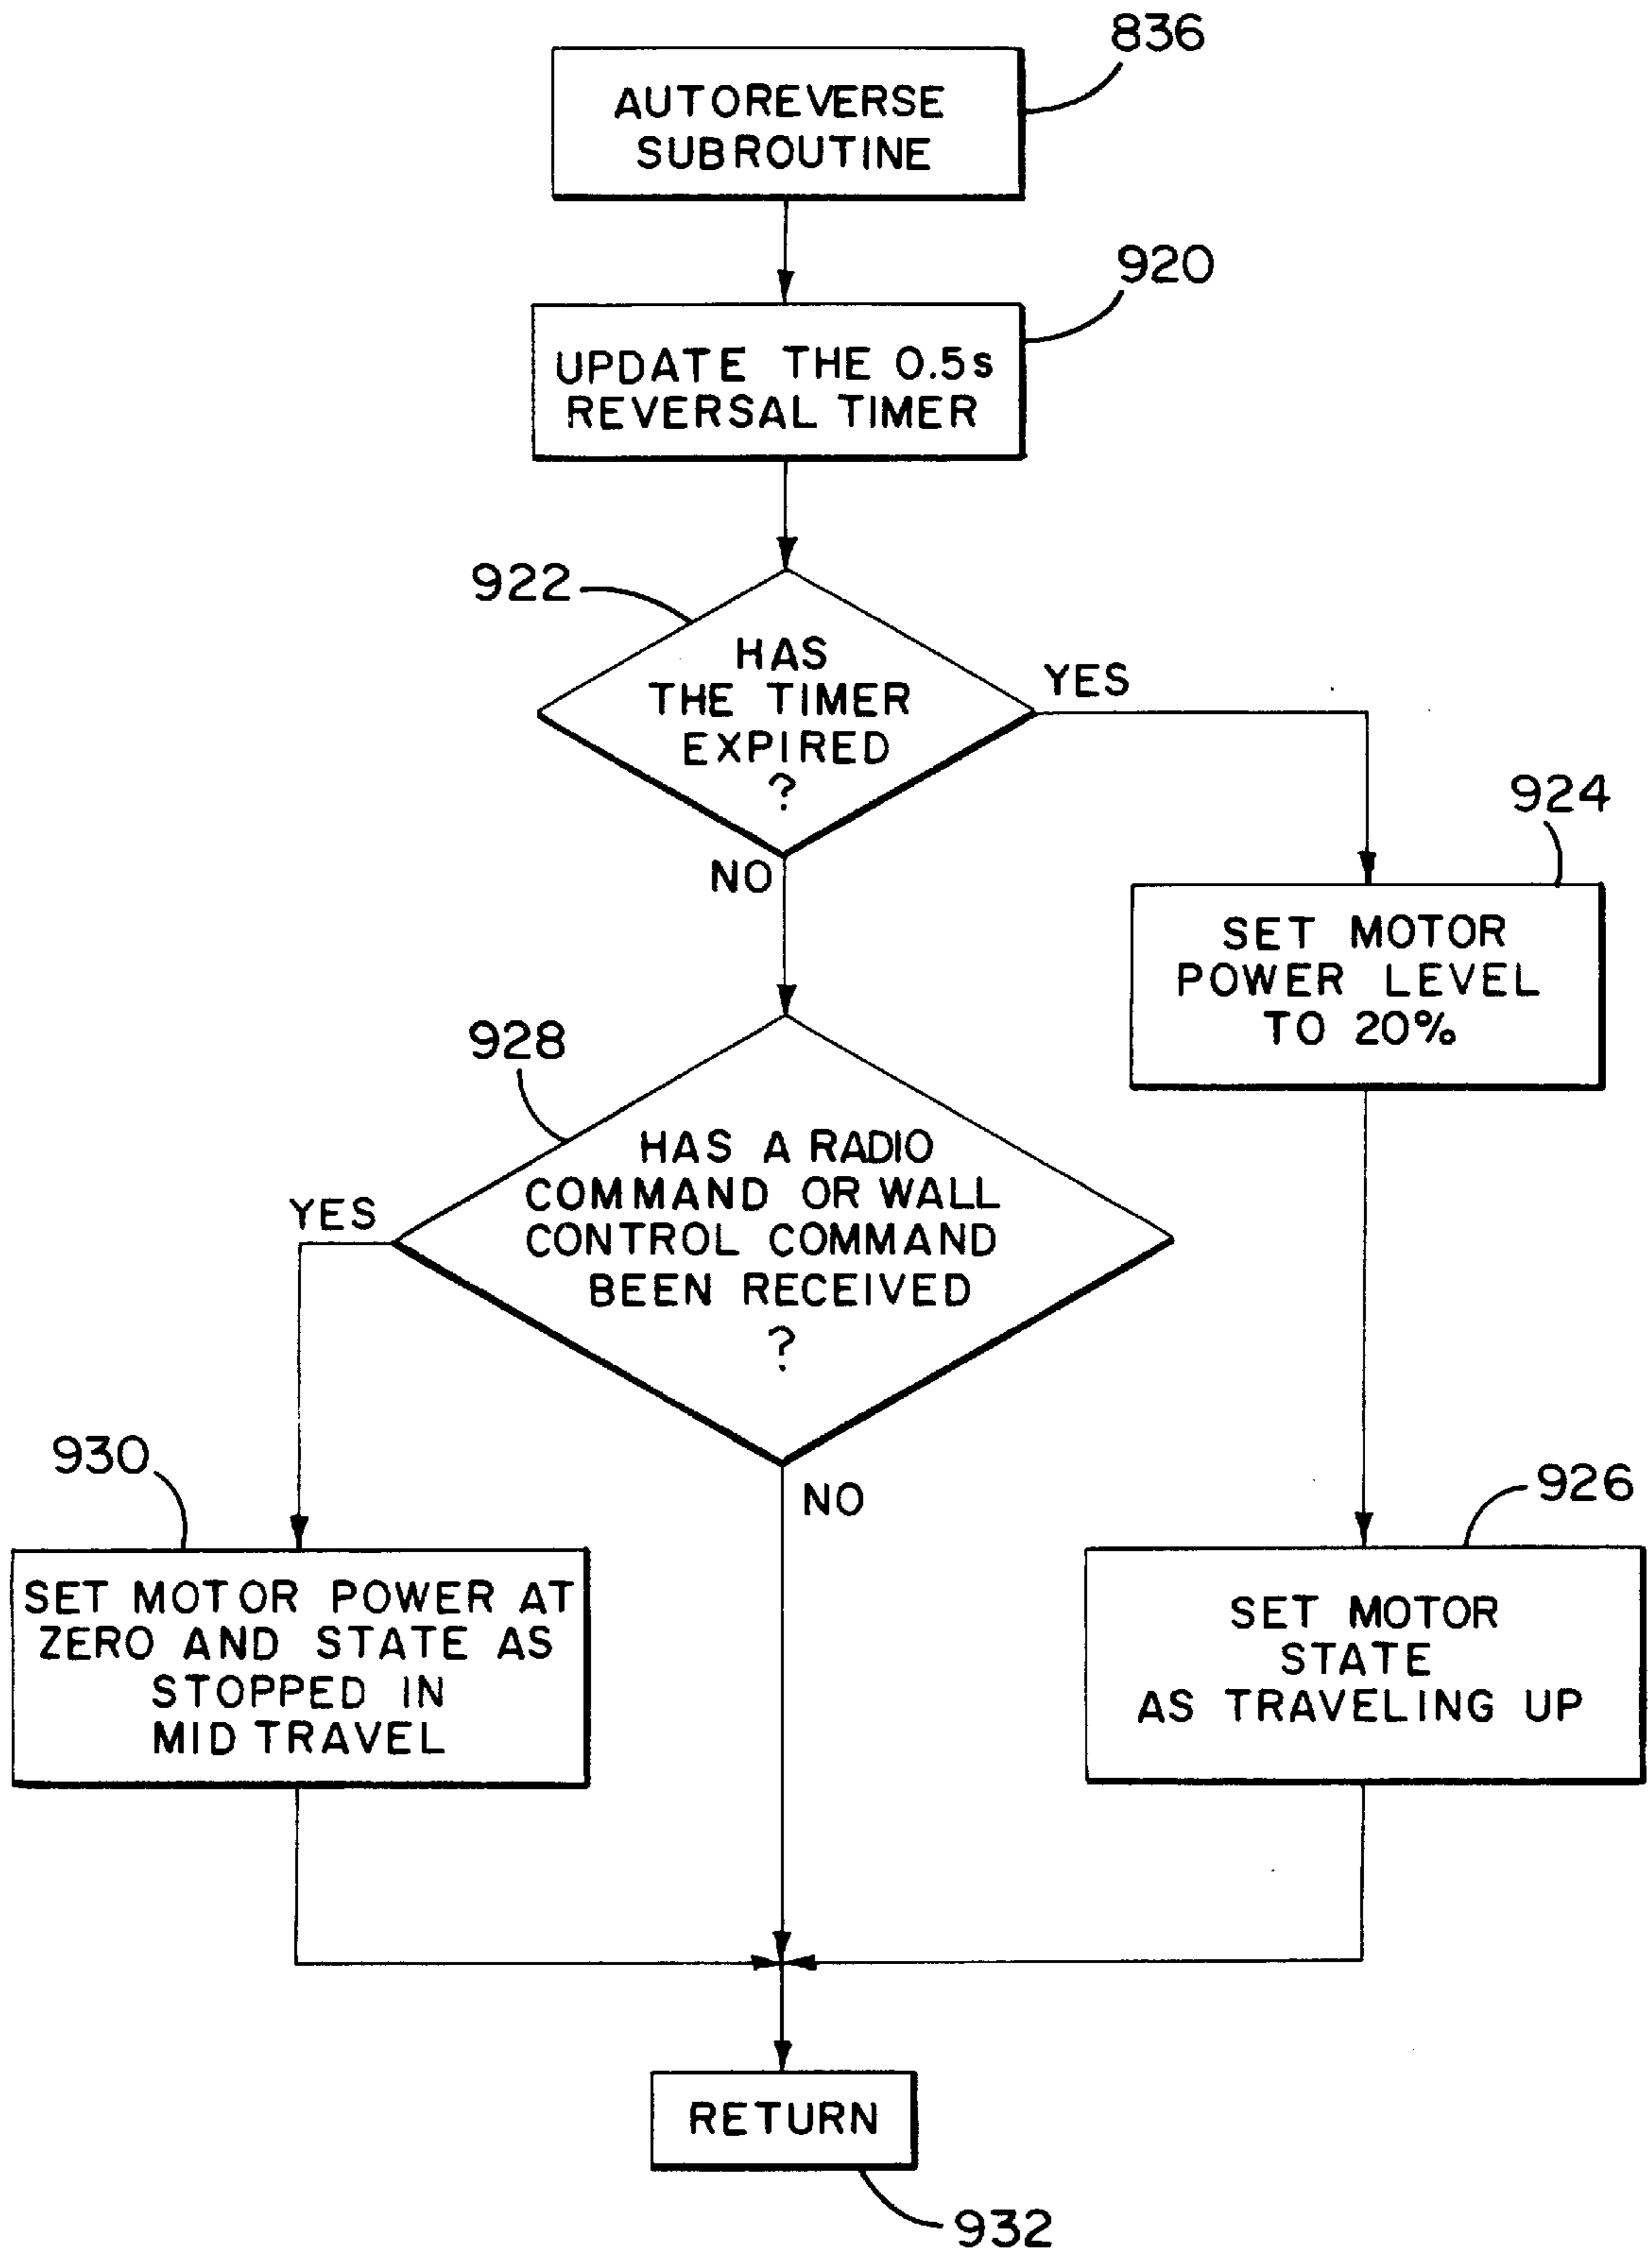 836
AUTOREVERSE
SUBROUTINE
920
UPDATE THE 0.5s
REVERSAL TIMER
922
HAS
THE TIMER
EXPIRED
?
YES
NO
924
SET MOTOR
POWER LEVEL
TO 20%
928
HAS A RADIO
COMMAND OR WALL
CONTROL COMMAND
BEEN RECEIVED
?
YES
NO
930
SET MOTOR POWER AT
ZERO AND STATE AS
STOPPED IN
MID TRAVEL
926
SET MOTOR
STATE
AS TRAVELING UP
RETURN
932